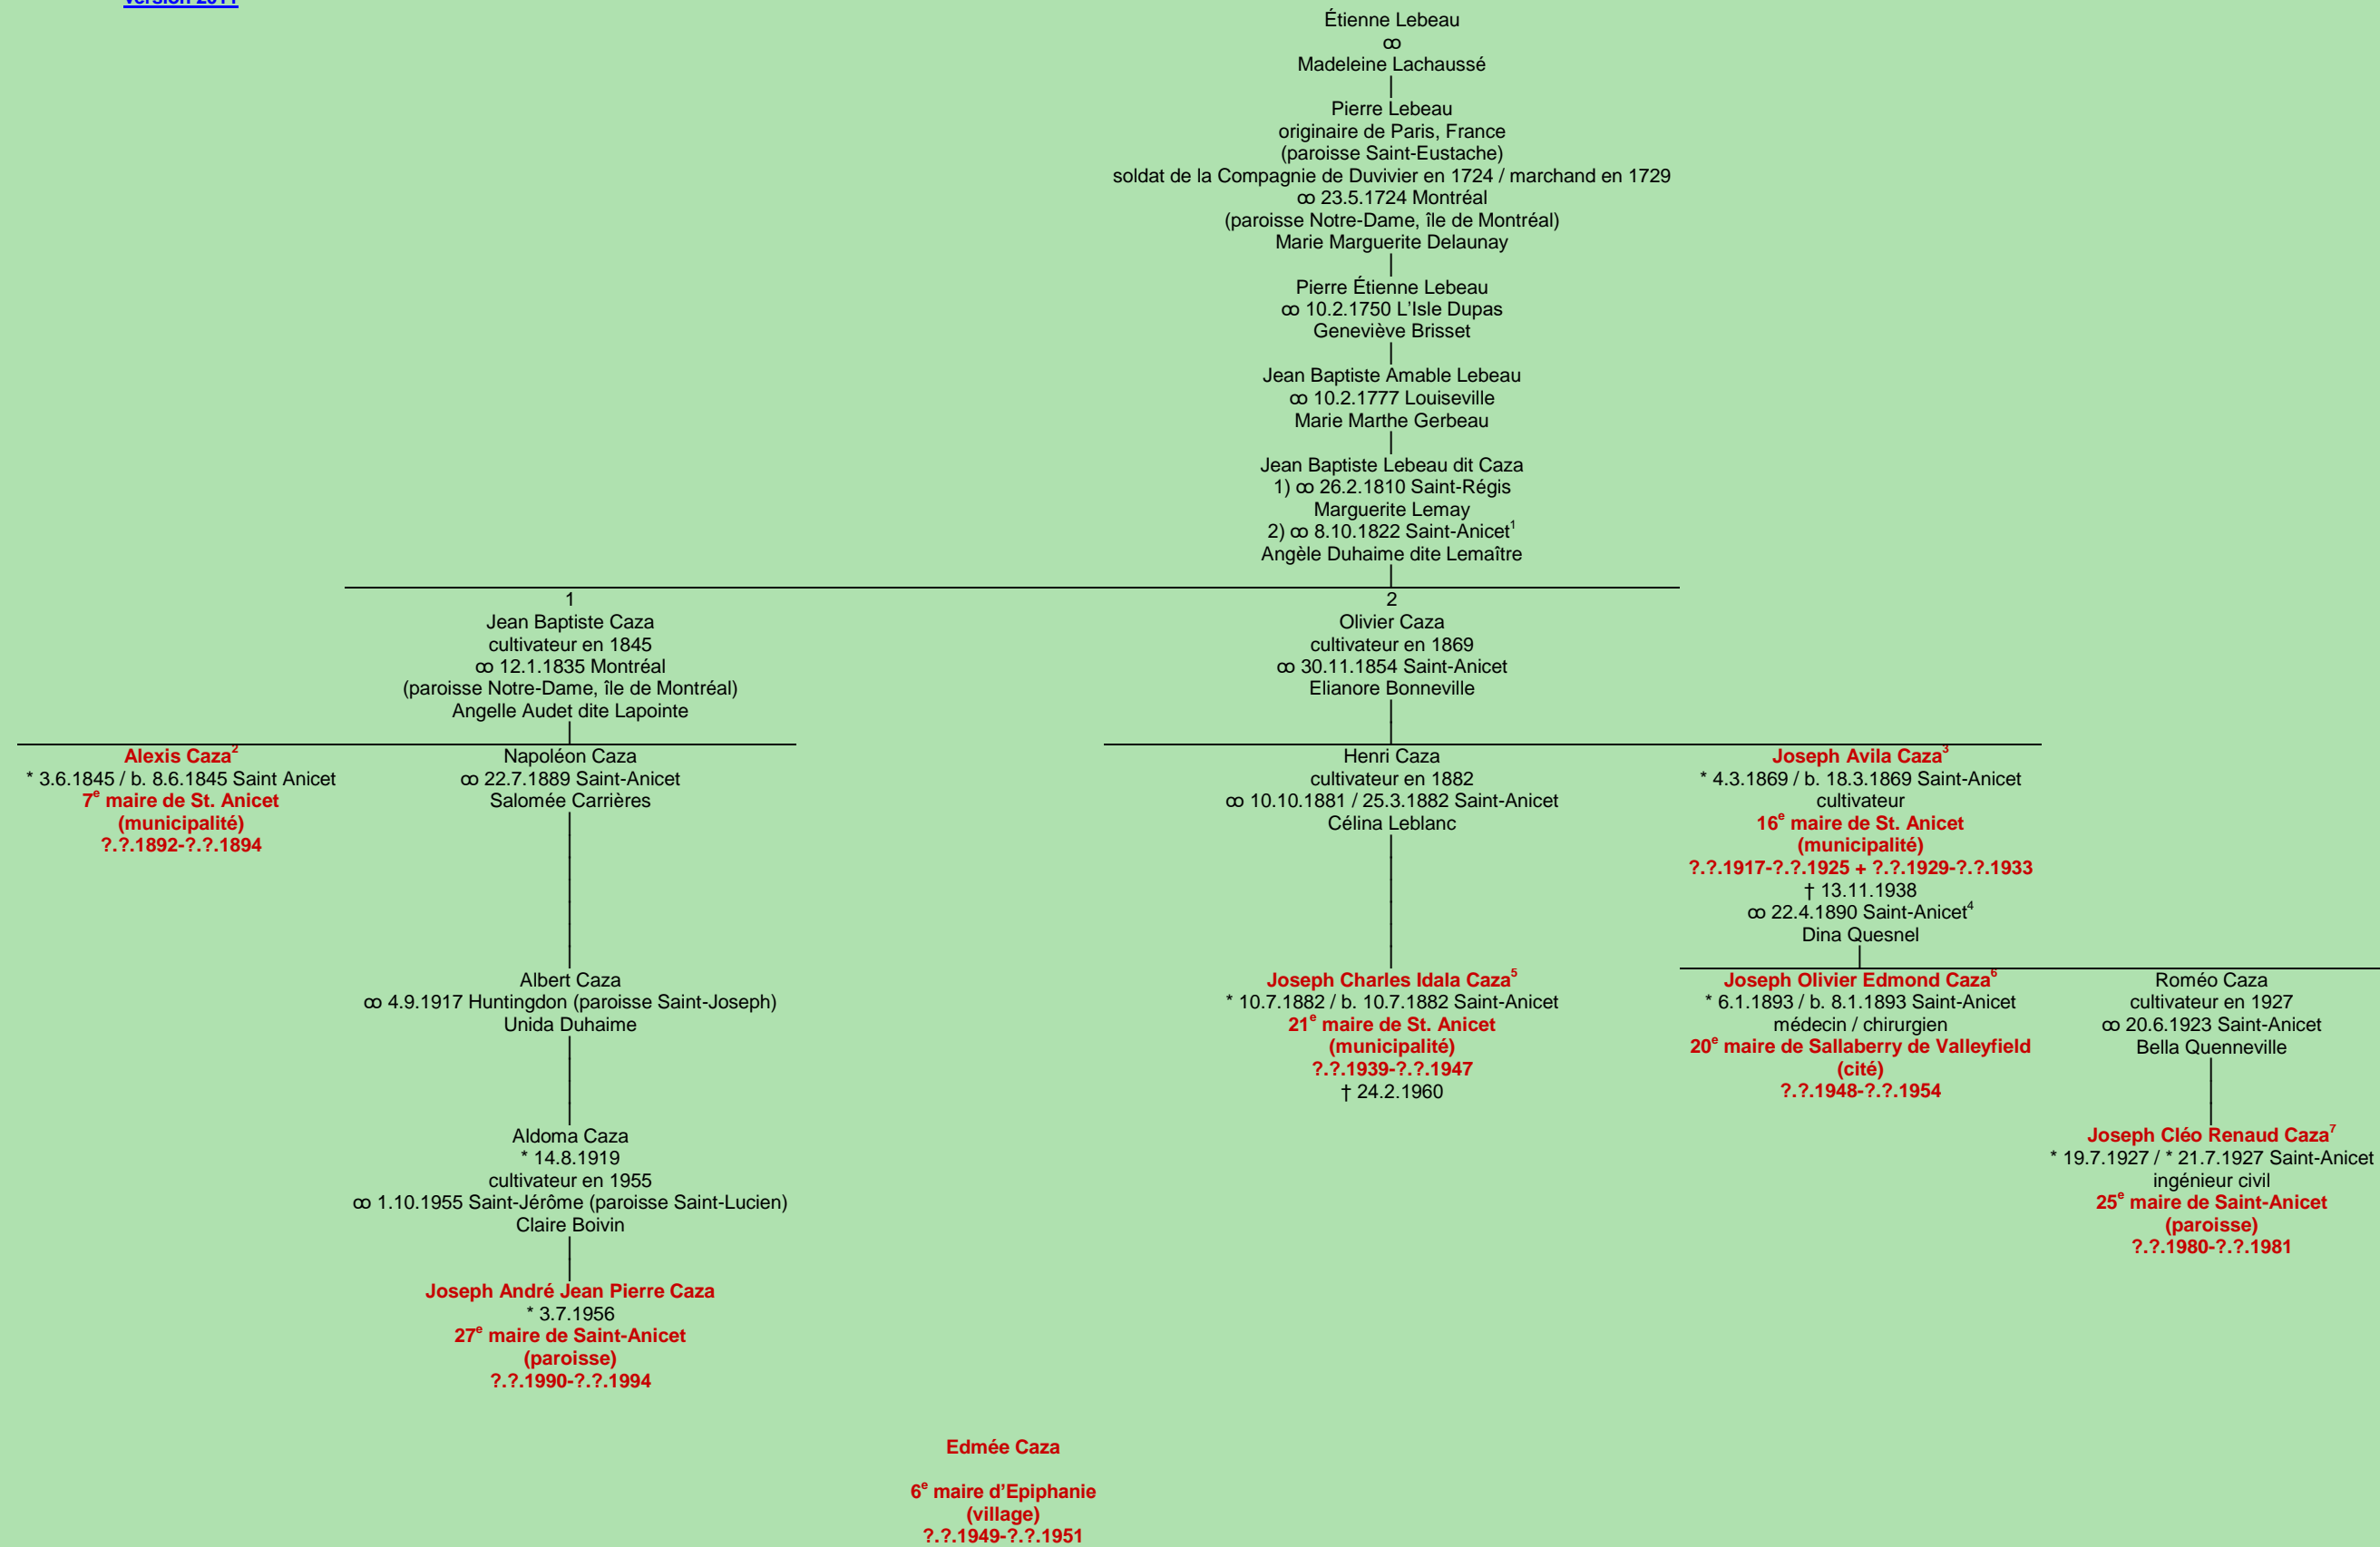 version 2011
Étienne Lebeau
ꝏ
Madeleine Lachaussé
Pierre Lebeau
originaire de Paris, France
(paroisse Saint-Eustache)
soldat de la Compagnie de Duvivier en 1724 / marchand en 1729
ꝏ 23.5.1724 Montréal
(paroisse Notre-Dame, île de Montréal)
Marie Marguerite Delaunay
Pierre Étienne Lebeau
ꝏ 10.2.1750 L'Isle Dupas
Geneviève Brisset
Jean Baptiste Amable Lebeau
ꝏ 10.2.1777 Louiseville
Marie Marthe Gerbeau
Jean Baptiste Lebeau dit Caza
1) ꝏ 26.2.1810 Saint-Régis
Marguerite Lemay
2) ꝏ 8.10.1822 Saint-Anicet¹
Angèle Duhaime dite Lemaître
1
Jean Baptiste Caza
cultivateur en 1845
ꝏ 12.1.1835 Montréal
(paroisse Notre-Dame, île de Montréal)
Angelle Audet dite Lapointe
2
Olivier Caza
cultivateur en 1869
ꝏ 30.11.1854 Saint-Anicet
Elianore Bonneville
Alexis Caza²
* 3.6.1845 / b. 8.6.1845 Saint Anicet
7e maire de St. Anicet
(municipalité)
?.?.1892-?.?.1894
Napoléon Caza
ꝏ 22.7.1889 Saint-Anicet
Salomée Carrières
Henri Caza
cultivateur en 1882
ꝏ 10.10.1881 / 25.3.1882 Saint-Anicet
Célina Leblanc
Joseph Avila Caza³
* 4.3.1869 / b. 18.3.1869 Saint-Anicet
cultivateur
16e maire de St. Anicet
(municipalité)
?.?.1917-?.?.1925 + ?.?.1929-?.?.1933
† 13.11.1938
ꝏ 22.4.1890 Saint-Anicet⁴
Dina Quesnel
Albert Caza
ꝏ 4.9.1917 Huntingdon (paroisse Saint-Joseph)
Unida Duhaime
Joseph Charles Idala Caza⁵
* 10.7.1882 / b. 10.7.1882 Saint-Anicet
21e maire de St. Anicet
(municipalité)
?.?.1939-?.?.1947
† 24.2.1960
Joseph Olivier Edmond Caza⁶
* 6.1.1893 / b. 8.1.1893 Saint-Anicet
médecin / chirurgien
20e maire de Sallaberry de Valleyfield
(cité)
?.?.1948-?.?.1954
Roméo Caza
cultivateur en 1927
ꝏ 20.6.1923 Saint-Anicet
Bella Quenneville
Aldoma Caza
* 14.8.1919
cultivateur en 1955
ꝏ 1.10.1955 Saint-Jérôme (paroisse Saint-Lucien)
Claire Boivin
Joseph Cléo Renaud Caza⁷
* 19.7.1927 / * 21.7.1927 Saint-Anicet
ingénieur civil
25e maire de Saint-Anicet
(paroisse)
?.?.1980-?.?.1981
Joseph André Jean Pierre Caza
* 3.7.1956
27e maire de Saint-Anicet
(paroisse)
?.?.1990-?.?.1994
Edmée Caza
6e maire d'Epiphanie
(village)
?.?.1949-?.?.1951